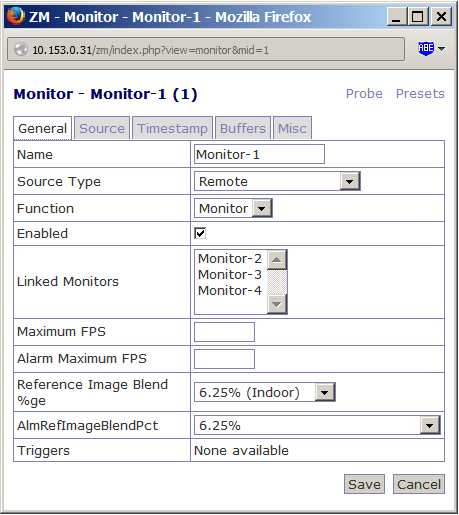 ZM - Monitor - Monitor-1 - Mozilla Firefox
10.153.0.31/zm/index.php?view=monitor&mid=1
ABE
Monitor - Monitor-1 (1) Probe Presets
General Source Timestamp Buffers Misc
Name Monitor-1
Source Type Remote
Function Monitor
Enabled
Monitor-2
Linked Monitors Monitor-3
Monitor-4
Maximum FPS
Alarm Maximum FPS
Reference Image Blend
%ge 6.25% (Indoor)
AlmRefImageBlendPct 6.25%
Triggers None available
Save Cancel